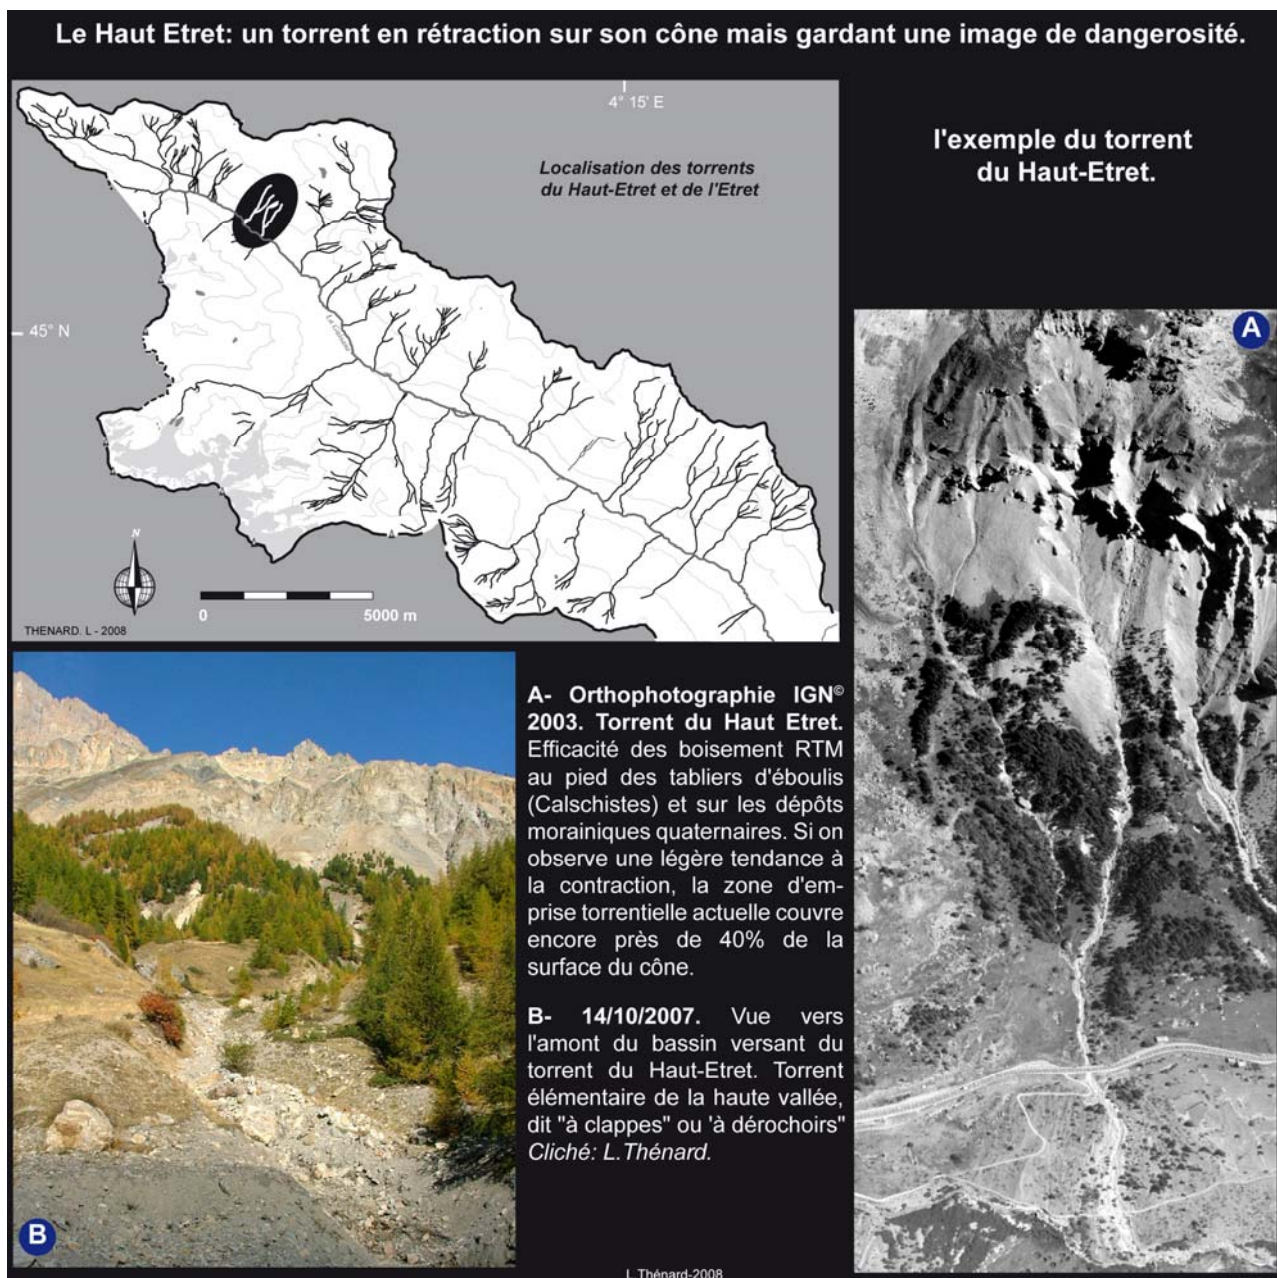 Le Haut Etret: un torrent en rétraction sur son cône mais gardant une image de dangerosité.
4° 15' E
Localisation des torrents
du Haut-Etret et de l'Etret
45° N
N
0
5000 m
THENARD. L - 2008
l'exemple du torrent
du Haut-Etret.
A
A- Orthophotographie IGN©
2003. Torrent du Haut Etret.
Efficacité des boisement RTM
au pied des tabliers d'éboulis
(Calschistes) et sur les dépôts
morainiques quaternaires. Si on
observe une légère tendance à
la contraction, la zone d'em-
prise torrentielle actuelle couvre
encore près de 40% de la
surface du cône.
B- 14/10/2007. Vue vers
l'amont du bassin versant du
torrent du Haut-Etret. Torrent
élémentaire de la haute vallée,
dit "à clappes" ou 'à dérochoirs"
Cliché: L.Thénard.
B
L.Thénard-2008